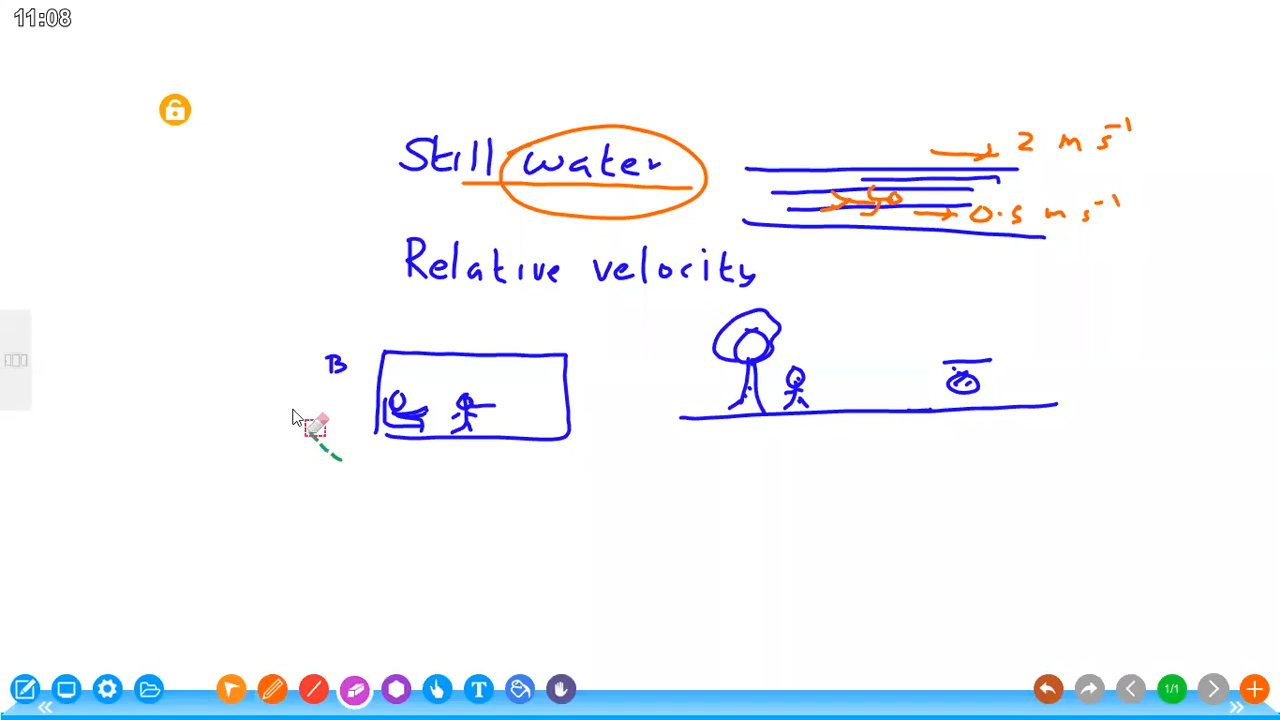 11:08
Still water
2 m s⁻¹
0.5 m s⁻¹
Relative velocity
B
T
1/1